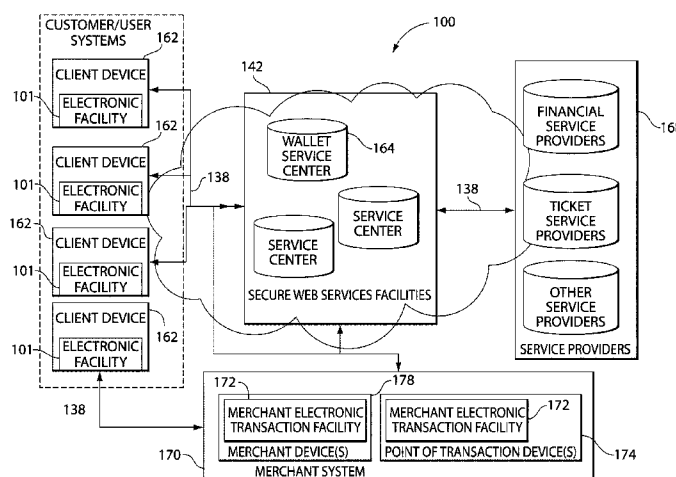 CUSTOMER/USER
SYSTEMS
162
CLIENT DEVICE
101
ELECTRONIC
FACILITY
162
CLIENT DEVICE
101
ELECTRONIC
FACILITY
162
CLIENT DEVICE
101
ELECTRONIC
FACILITY
CLIENT DEVICE
162
101
ELECTRONIC
FACILITY
138
138
100
142
WALLET
SERVICE
CENTER
164
SERVICE
CENTER
SERVICE
CENTER
SECURE WEB SERVICES FACILITIES
138
FINANCIAL
SERVICE
PROVIDERS
TICKET
SERVICE
PROVIDERS
OTHER
SERVICE
PROVIDERS
SERVICE PROVIDERS
172
178
MERCHANT ELECTRONIC
TRANSACTION FACILITY
MERCHANT DEVICE(S)
MERCHANT ELECTRONIC
TRANSACTION FACILITY
172
POINT OF TRANSACTION DEVICE(S)
174
170
MERCHANT SYSTEM